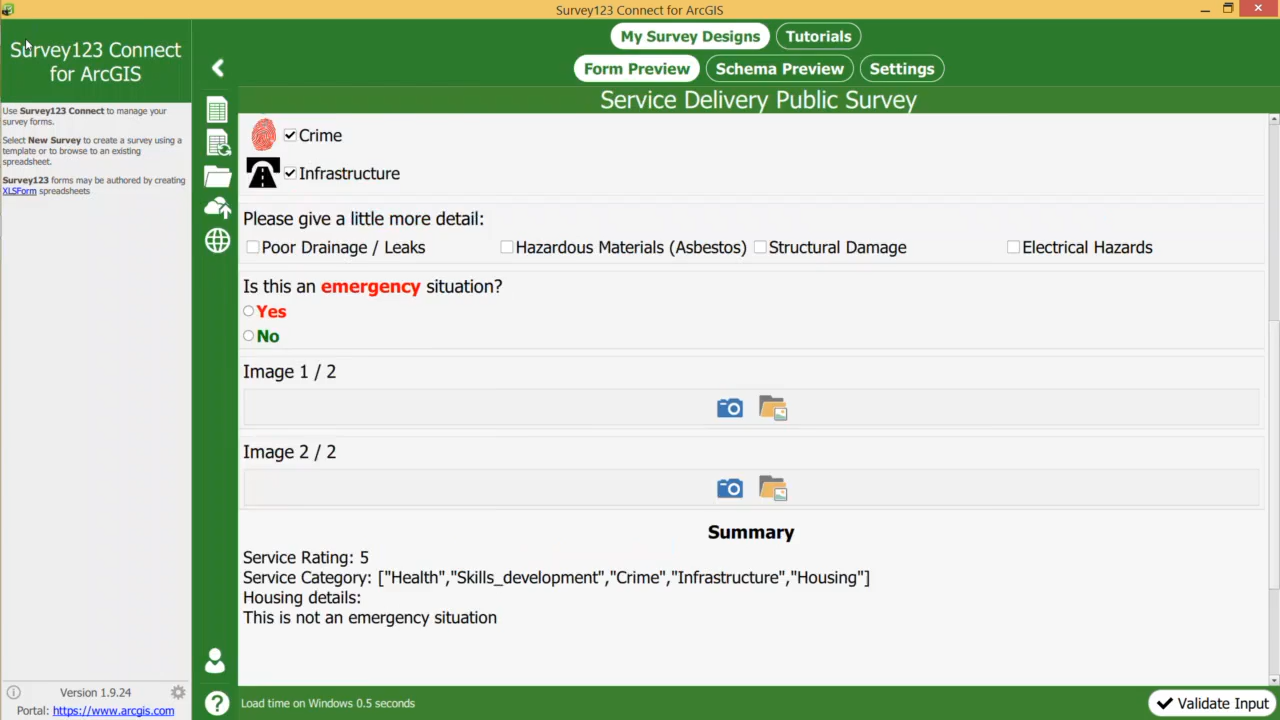 Survey123 Connect for ArcGIS
Survey123 Connect
for ArcGIS
Use Survey123 Connect to manage your
survey forms.
Select New Survey to create a survey using a
template or to browse to an existing
spreadsheet.
Survey123 forms may be authored by creating
XLSForm spreadsheets
My Survey Designs
Tutorials
Form Preview
Schema Preview
Settings
Service Delivery Public Survey
Crime
Infrastructure
Please give a little more detail:
Poor Drainage / Leaks
Hazardous Materials (Asbestos)
Structural Damage
Electrical Hazards
Is this an emergency situation?
Yes
No
Image 1 / 2
Image 2 / 2
Summary
Service Rating: 5
Service Category: ["Health","Skills_development","Crime","Infrastructure","Housing"]
Housing details:
This is not an emergency situation
Version 1.9.24
Portal: https://www.arcgis.com
Load time on Windows 0.5 seconds
Validate Input